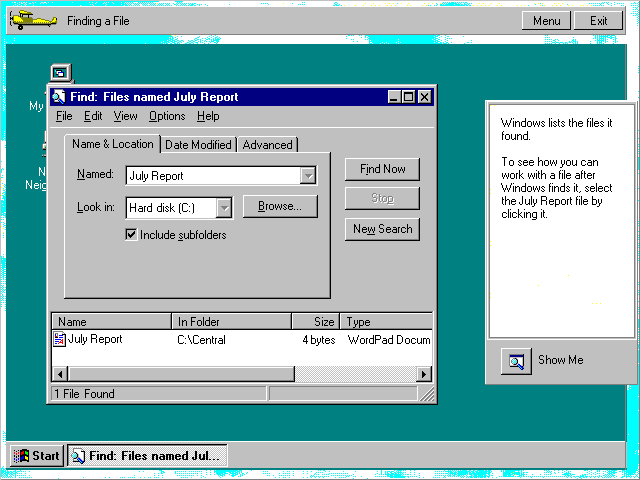 Finding a File
Menu
Exit
My
N
Neig
Find: Files named July Report
File Edit View Options Help
Name & Location Date Modified Advanced
Named: July Report
Look in: Hard disk (C:) Browse...
Include subfolders
Find Now
Stop
New Search
Name In Folder Size Type
July Report C:\Central 4 bytes WordPad Docum
1 File Found
Windows lists the files it
found.
To see how you can
work with a file after
Windows finds it, select
the July Report file by
clicking it.
Show Me
Start Find: Files named Jul...